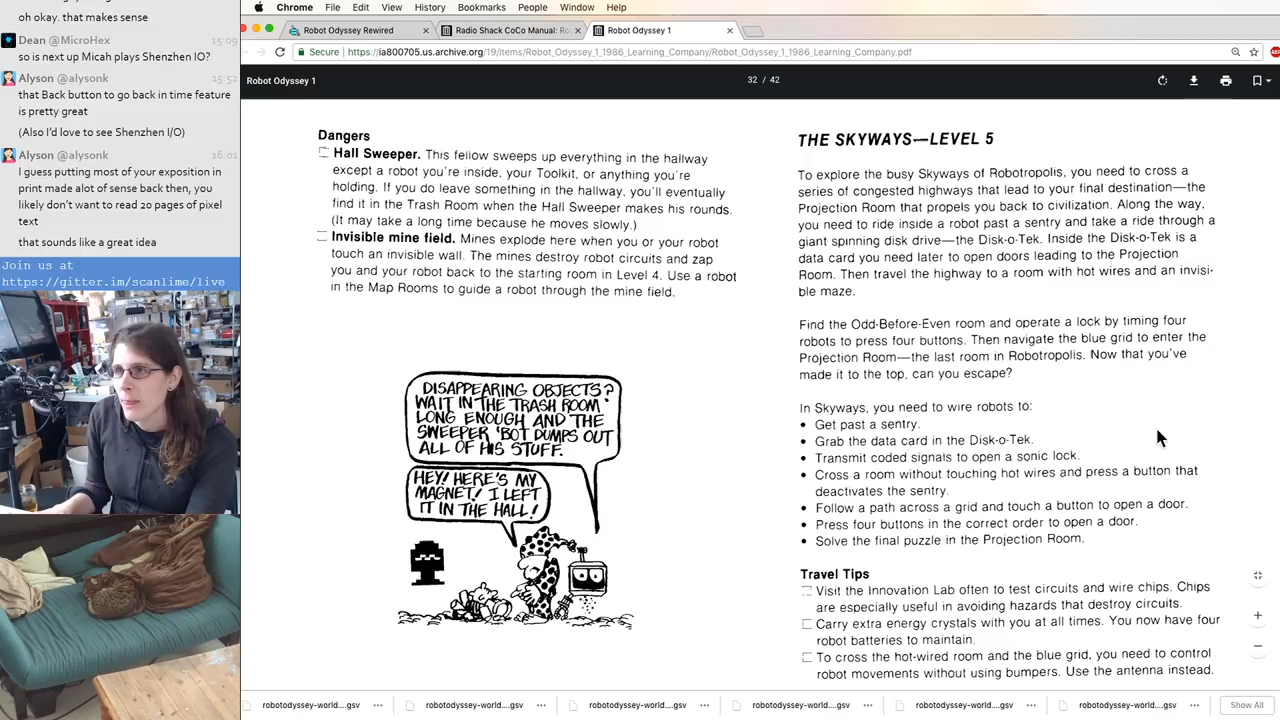 Chrome File Edit View History Bookmarks People Window Help
Robot Odyssey Rewired
Radio Shack CoCo Manual: Ro
Robot Odyssey 1
Secure https://ia800705.us.archive.org/19/items/Robot_Odyssey_1_1986_Learning_Company/Robot_Odyssey_1_1986_Learning_Company.pdf
Robot Odyssey 1
32 / 42
oh okay. that makes sense
Dean @MicroHex 15:09
so is next up Micah plays Shenzhen IO?
Alyson @alysonk 15:52
that Back button to go back in time feature
is pretty great
(Also I'd love to see Shenzhen I/O)
Alyson @alysonk 16:01
I guess putting most of your exposition in
print made alot of sense back then, you
likely don't want to read 20 pages of pixel
text
that sounds like a great idea
Join us at
https://gitter.im/scanlime/live
Dangers
Hall Sweeper. This fellow sweeps up everything in the hallway
except a robot you're inside, your Toolkit, or anything you're
holding. If you do leave something in the hallway, you'll eventually
find it in the Trash Room when the Hall Sweeper makes his rounds.
(It may take a long time because he moves slowly.)
Invisible mine field. Mines explode here when you or your robot
touch an invisible wall. The mines destroy robot circuits and zap
you and your robot back to the starting room in Level 4. Use a robot
in the Map Rooms to guide a robot through the mine field.
DISAPPEARING OBJECTS?
WAIT IN THE TRASH ROOM
LONG ENOUGH AND THE
SWEEPER 'BOT DUMPS OUT
ALL OF HIS STUFF.
HEY! HERE'S MY
MAGNET! I LEFT
IT IN THE HALL!
THE SKYWAYS—LEVEL 5
To explore the busy Skyways of Robotropolis, you need to cross a
series of congested highways that lead to your final destination—the
Projection Room that propels you back to civilization. Along the way,
you need to ride inside a robot past a sentry and take a ride through a
giant spinning disk drive—the Disk-o-Tek. Inside the Disk-o-Tek is a
data card you need later to open doors leading to the Projection
Room. Then travel the highway to a room with hot wires and an invisi-
ble maze.
Find the Odd-Before-Even room and operate a lock by timing four
robots to press four buttons. Then navigate the blue grid to enter the
Projection Room—the last room in Robotropolis. Now that you've
made it to the top, can you escape?
In Skyways, you need to wire robots to:
• Get past a sentry.
• Grab the data card in the Disk-o-Tek.
• Transmit coded signals to open a sonic lock.
• Cross a room without touching hot wires and press a button that
deactivates the sentry.
• Follow a path across a grid and touch a button to open a door.
• Press four buttons in the correct order to open a door.
• Solve the final puzzle in the Projection Room.
Travel Tips
Visit the Innovation Lab often to test circuits and wire chips. Chips
are especially useful in avoiding hazards that destroy circuits.
Carry extra energy crystals with you at all times. You now have four
robot batteries to maintain.
To cross the hot-wired room and the blue grid, you need to control
robot movements without using bumpers. Use the antenna instead.
robotodyssey-world....gsv
robotodyssey-world....gsv
robotodyssey-world....gsv
robotodyssey-world....gsv
robotodyssey-world....gsv
robotodyssey-world....gsv
Show All